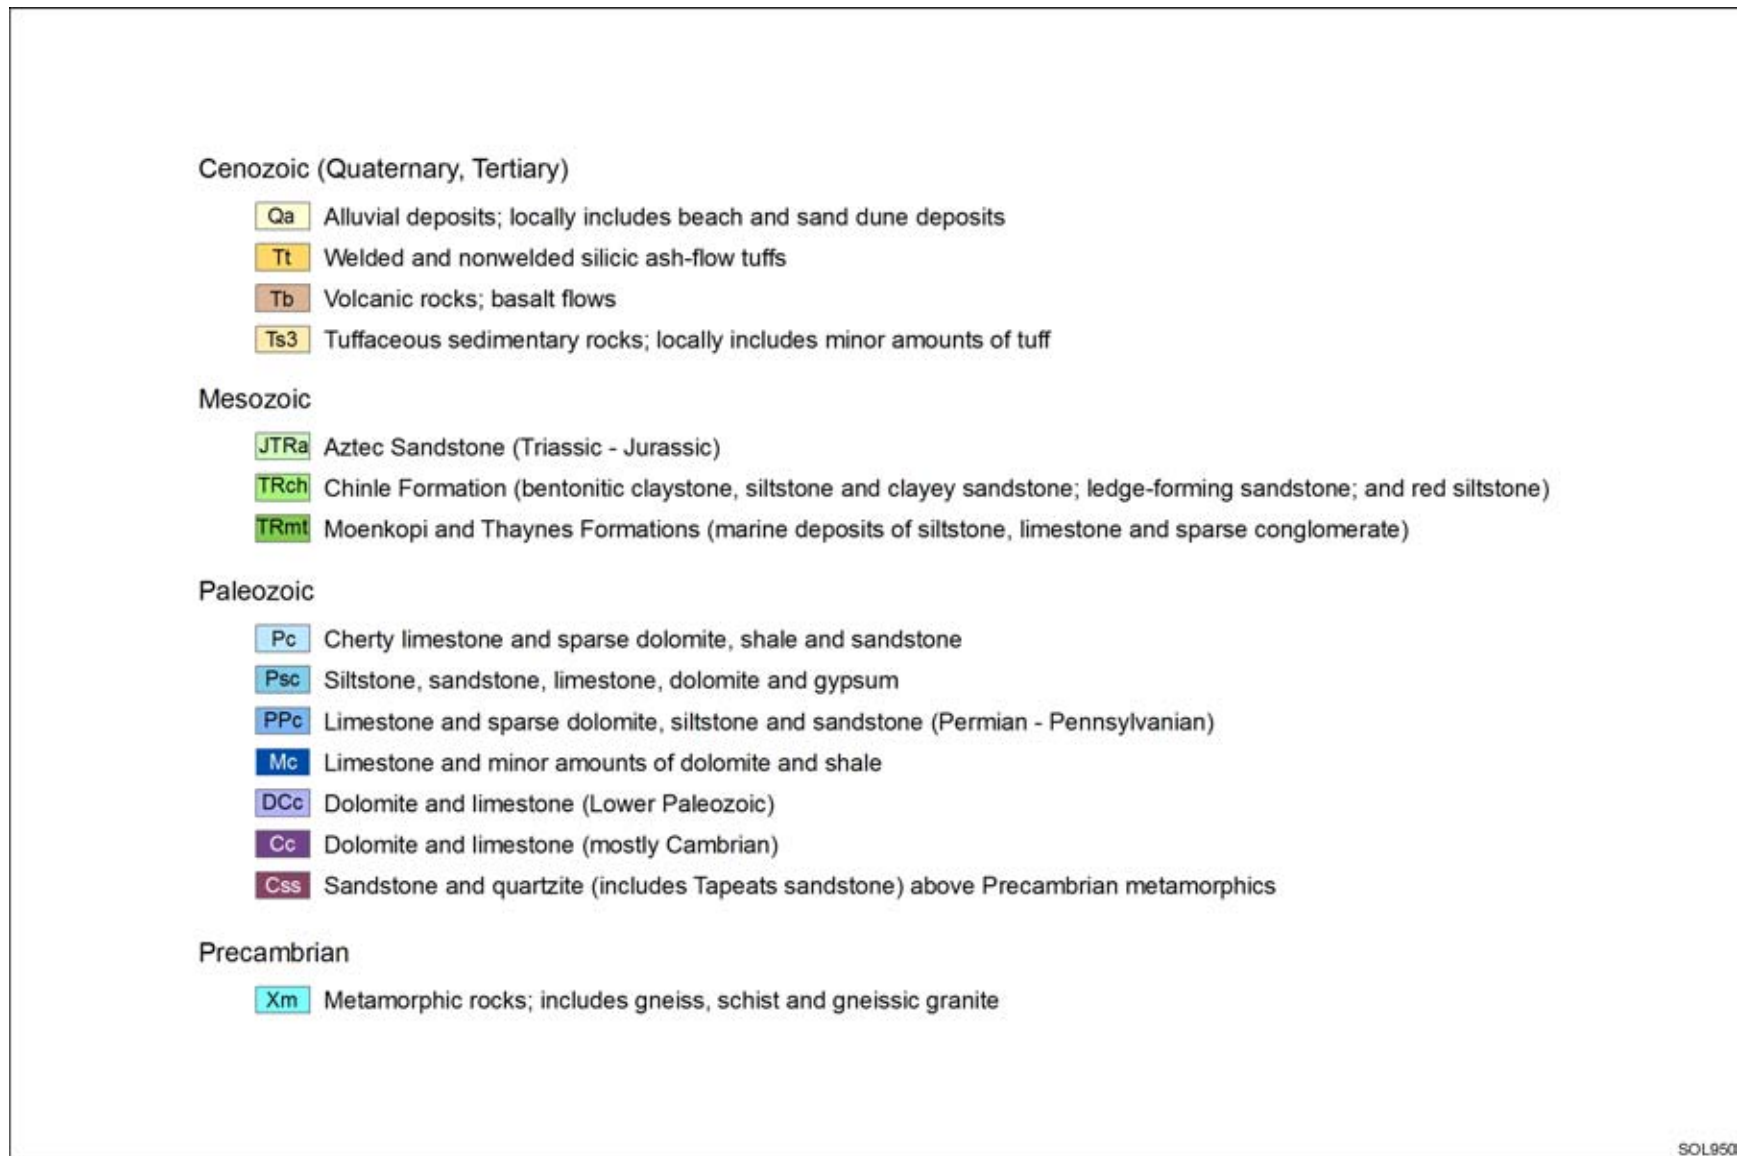 Cenozoic (Quaternary, Tertiary)
Qa Alluvial deposits; locally includes beach and sand dune deposits
Tt Welded and nonwelded silicic ash-flow tuffs
Tb Volcanic rocks; basalt flows
Ts3 Tuffaceous sedimentary rocks; locally includes minor amounts of tuff
Mesozoic
JTRa Aztec Sandstone (Triassic - Jurassic)
TRch Chinle Formation (bentonitic claystone, siltstone and clayey sandstone; ledge-forming sandstone; and red siltstone)
TRmt Moenkopi and Thaynes Formations (marine deposits of siltstone, limestone and sparse conglomerate)
Paleozoic
Pc Cherty limestone and sparse dolomite, shale and sandstone
Psc Siltstone, sandstone, limestone, dolomite and gypsum
PPc Limestone and sparse dolomite, siltstone and sandstone (Permian - Pennsylvanian)
Mc Limestone and minor amounts of dolomite and shale
DCc Dolomite and limestone (Lower Paleozoic)
Cc Dolomite and limestone (mostly Cambrian)
Css Sandstone and quartzite (includes Tapeats sandstone) above Precambrian metamorphics
Precambrian
Xm Metamorphic rocks; includes gneiss, schist and gneissic granite